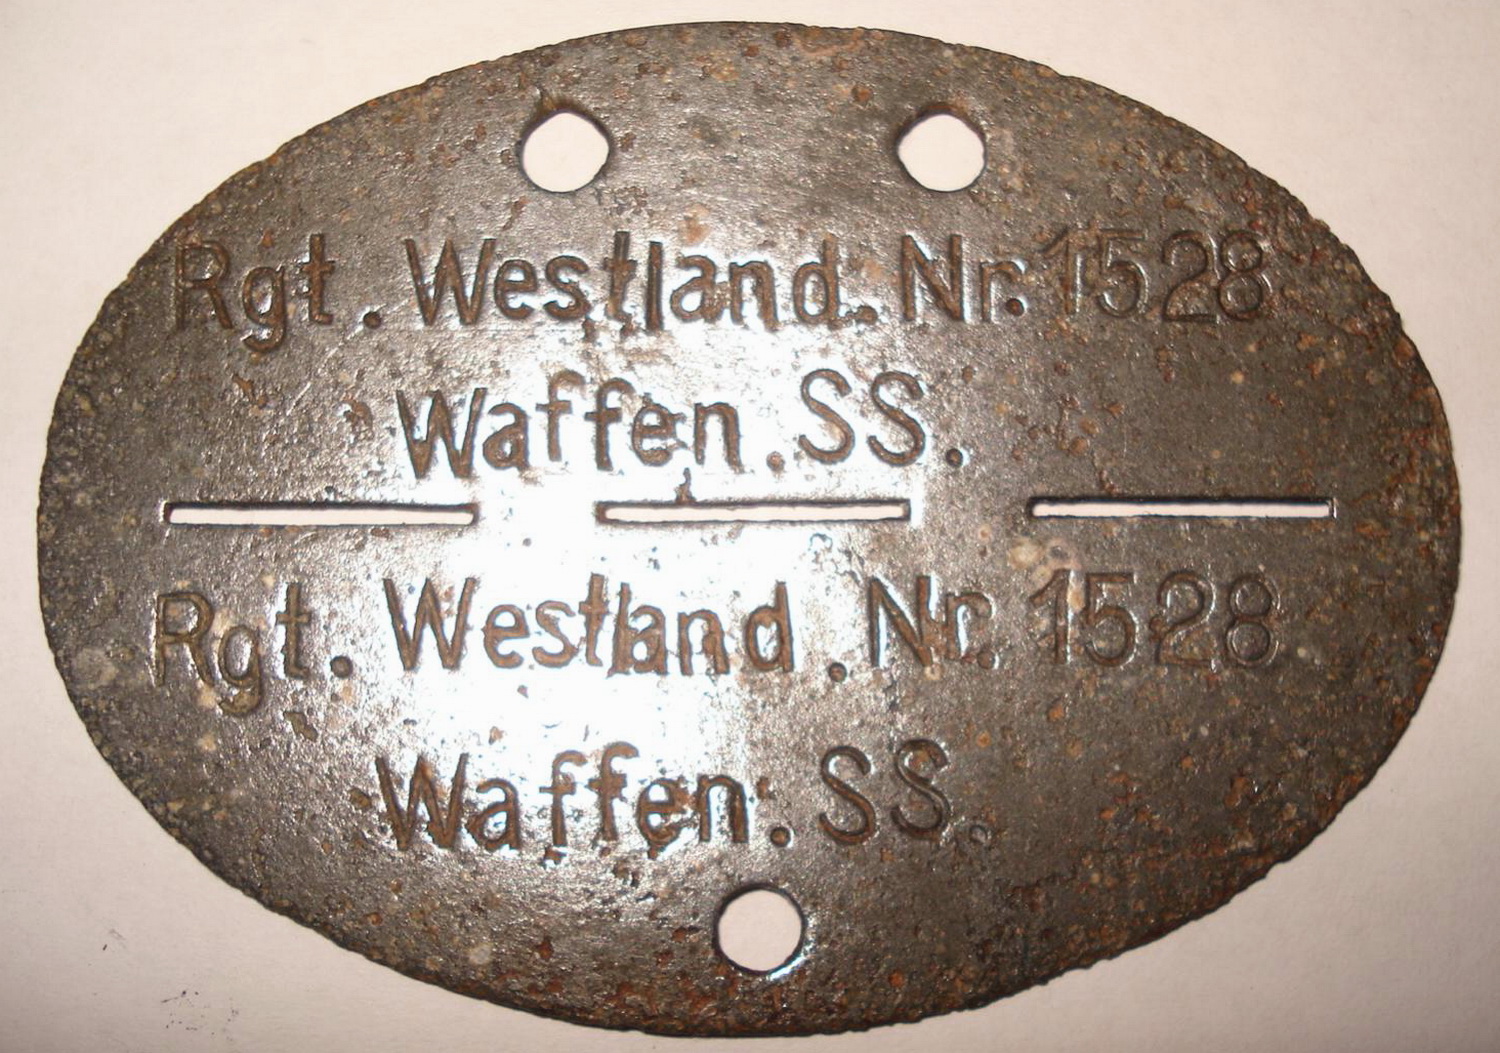 Rgt. Westland. Nr. 1528
Waffen. SS.
Rgt. Westland. Nr. 1528
Waffen. SS.